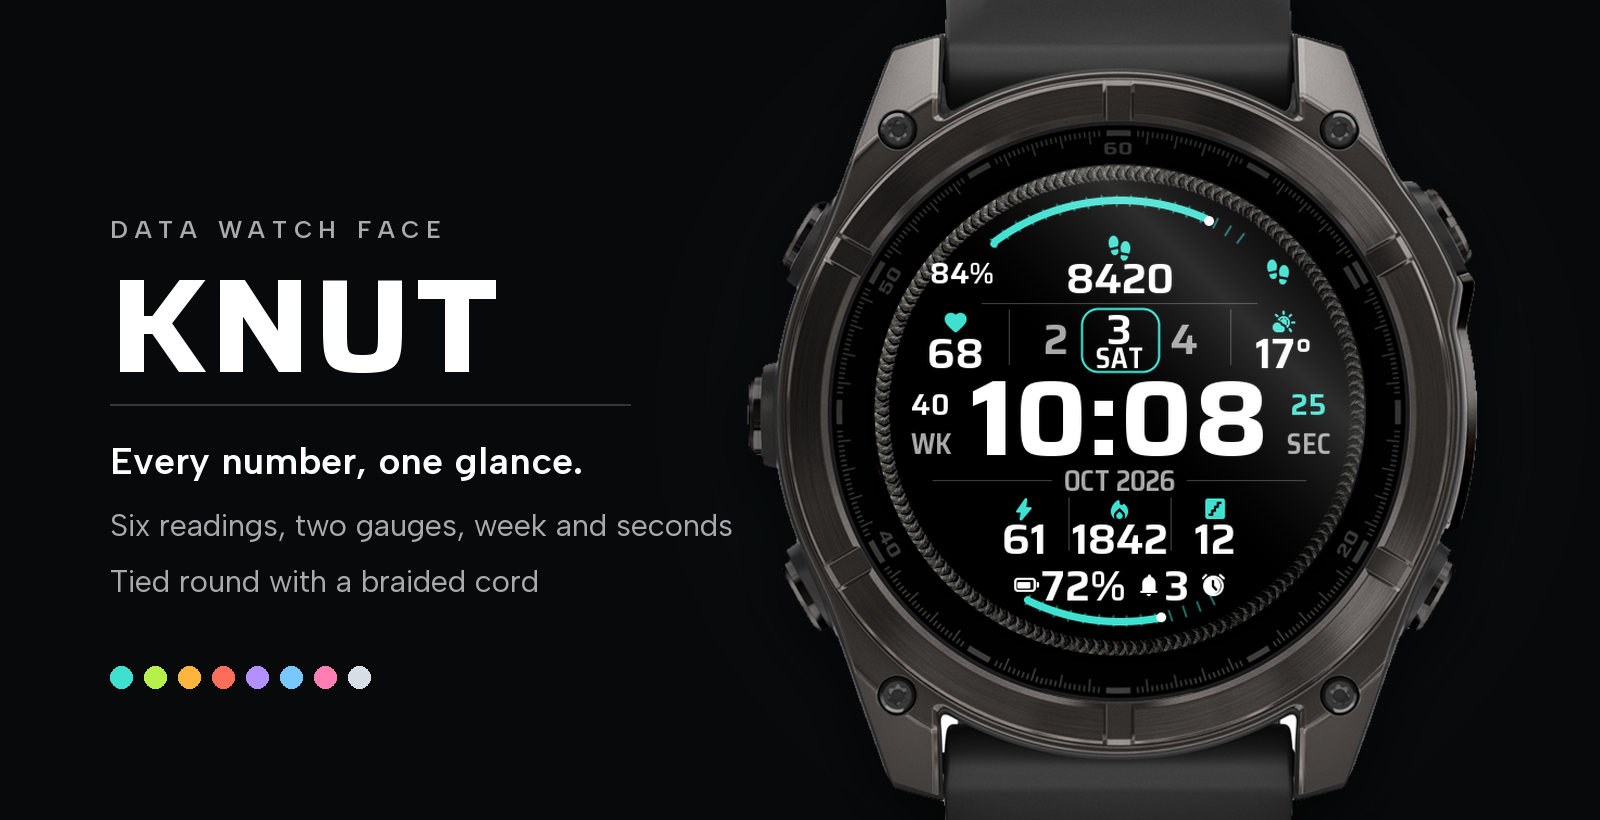 DATA WATCH FACE
KNUT
Every number, one glance.
Six readings, two gauges, week and seconds
Tied round with a braided cord
60
50
40
20
84%
8420
68
2
3
SAT
4
17°
40
WK
10:08
25
SEC
OCT 2026
61
1842
12
72%
3